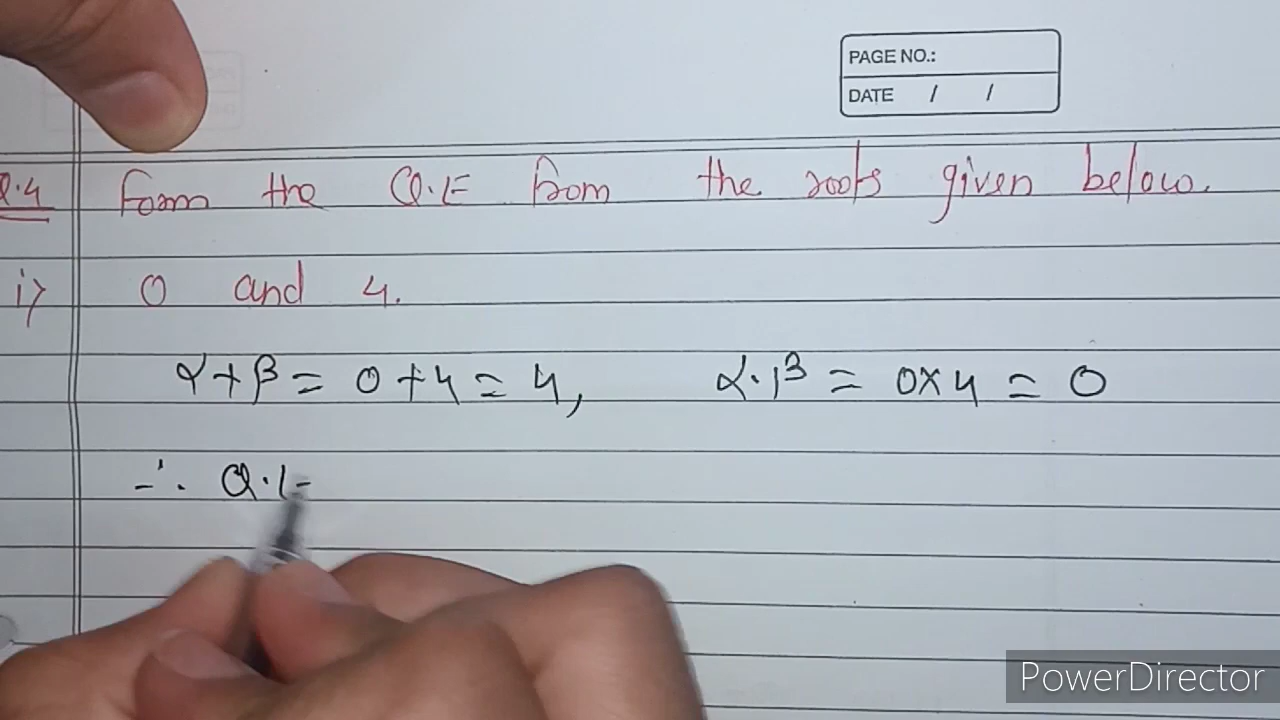 PAGE NO.:
DATE / /
Q.4 Form the Q.E from the roots given below.
i) 0 and 4.
α+β = 0+4 = 4, α.β = 0×4 = 0
∴ Q.E
PowerDirector